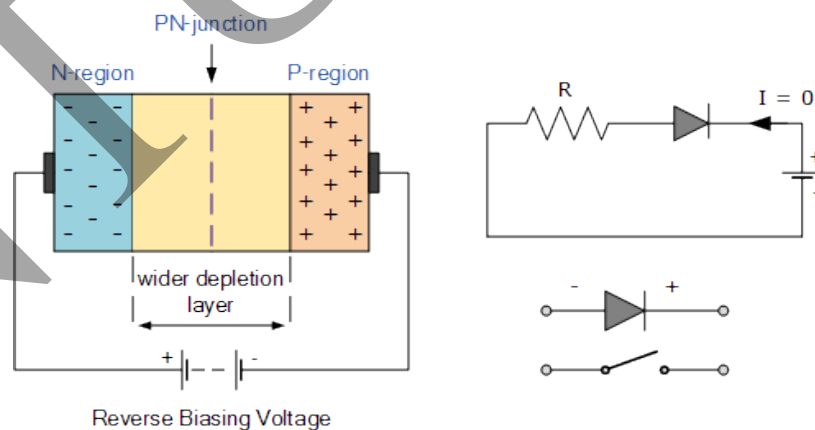 PN-junction
N-region
P-region
wider depletion
layer
+ -
Reverse Biasing Voltage
R
I = 0
+
-
- +